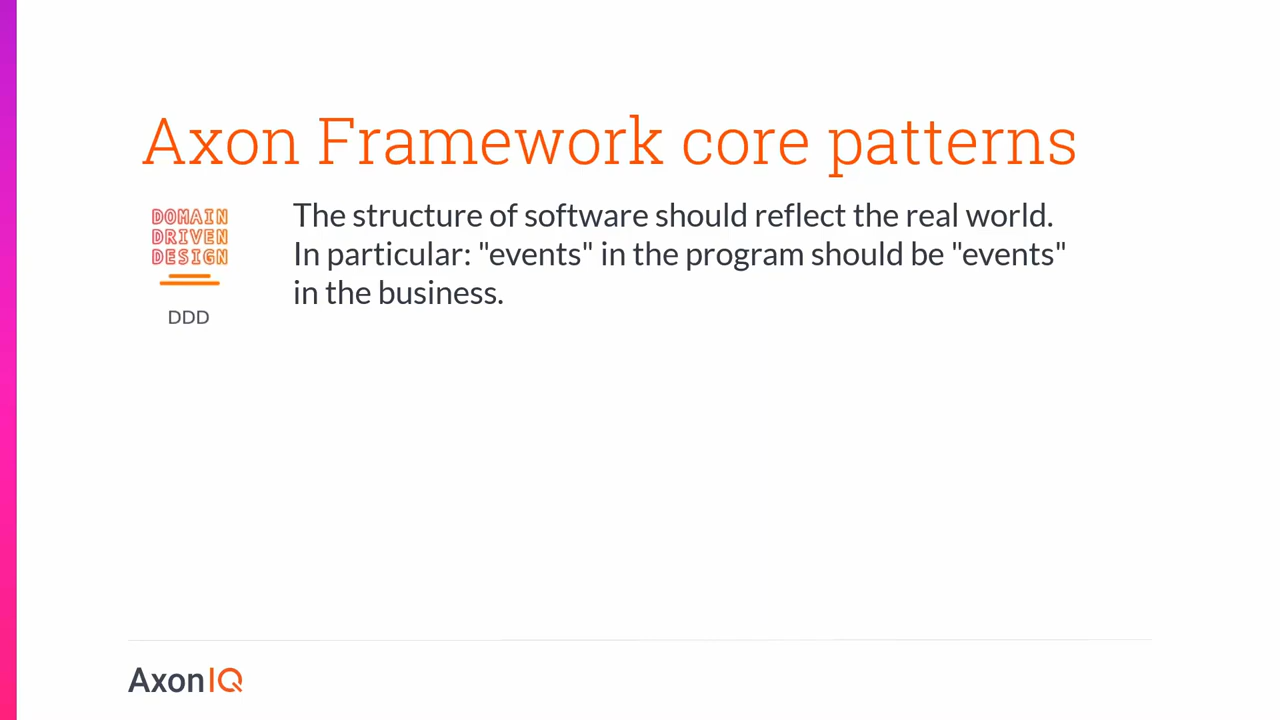 Axon Framework core patterns
DOMAIN
DRIVEN
DESIGN
DDD
The structure of software should reflect the real world.
In particular: "events" in the program should be "events"
in the business.
AxonIQ